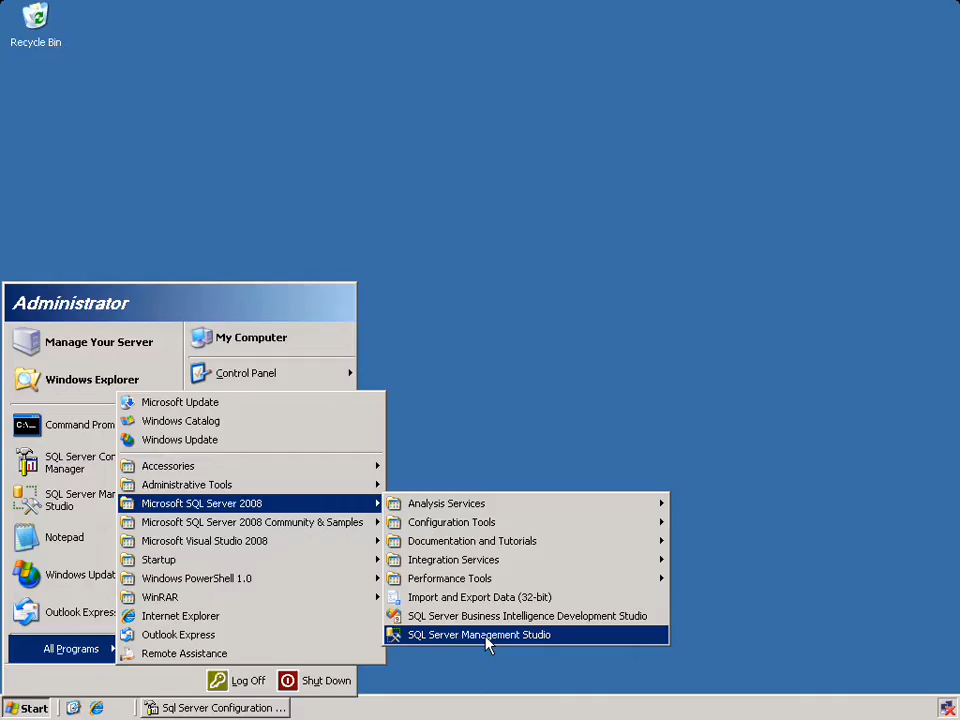 Recycle Bin
Administrator
Manage Your Server
My Computer
Windows Explorer
Control Panel
Command Prom
SQL Server Con
Manager
SQL Server Man
Studio
Notepad
Windows Updat
Outlook Expres
All Programs
Microsoft Update
Windows Catalog
Windows Update
Accessories
Administrative Tools
Microsoft SQL Server 2008
Microsoft SQL Server 2008 Community & Samples
Microsoft Visual Studio 2008
Startup
Windows PowerShell 1.0
WinRAR
Internet Explorer
Outlook Express
Remote Assistance
Analysis Services
Configuration Tools
Documentation and Tutorials
Integration Services
Performance Tools
Import and Export Data (32-bit)
SQL Server Business Intelligence Development Studio
SQL Server Management Studio
Log Off
Shut Down
Start
Sql Server Configuration ...